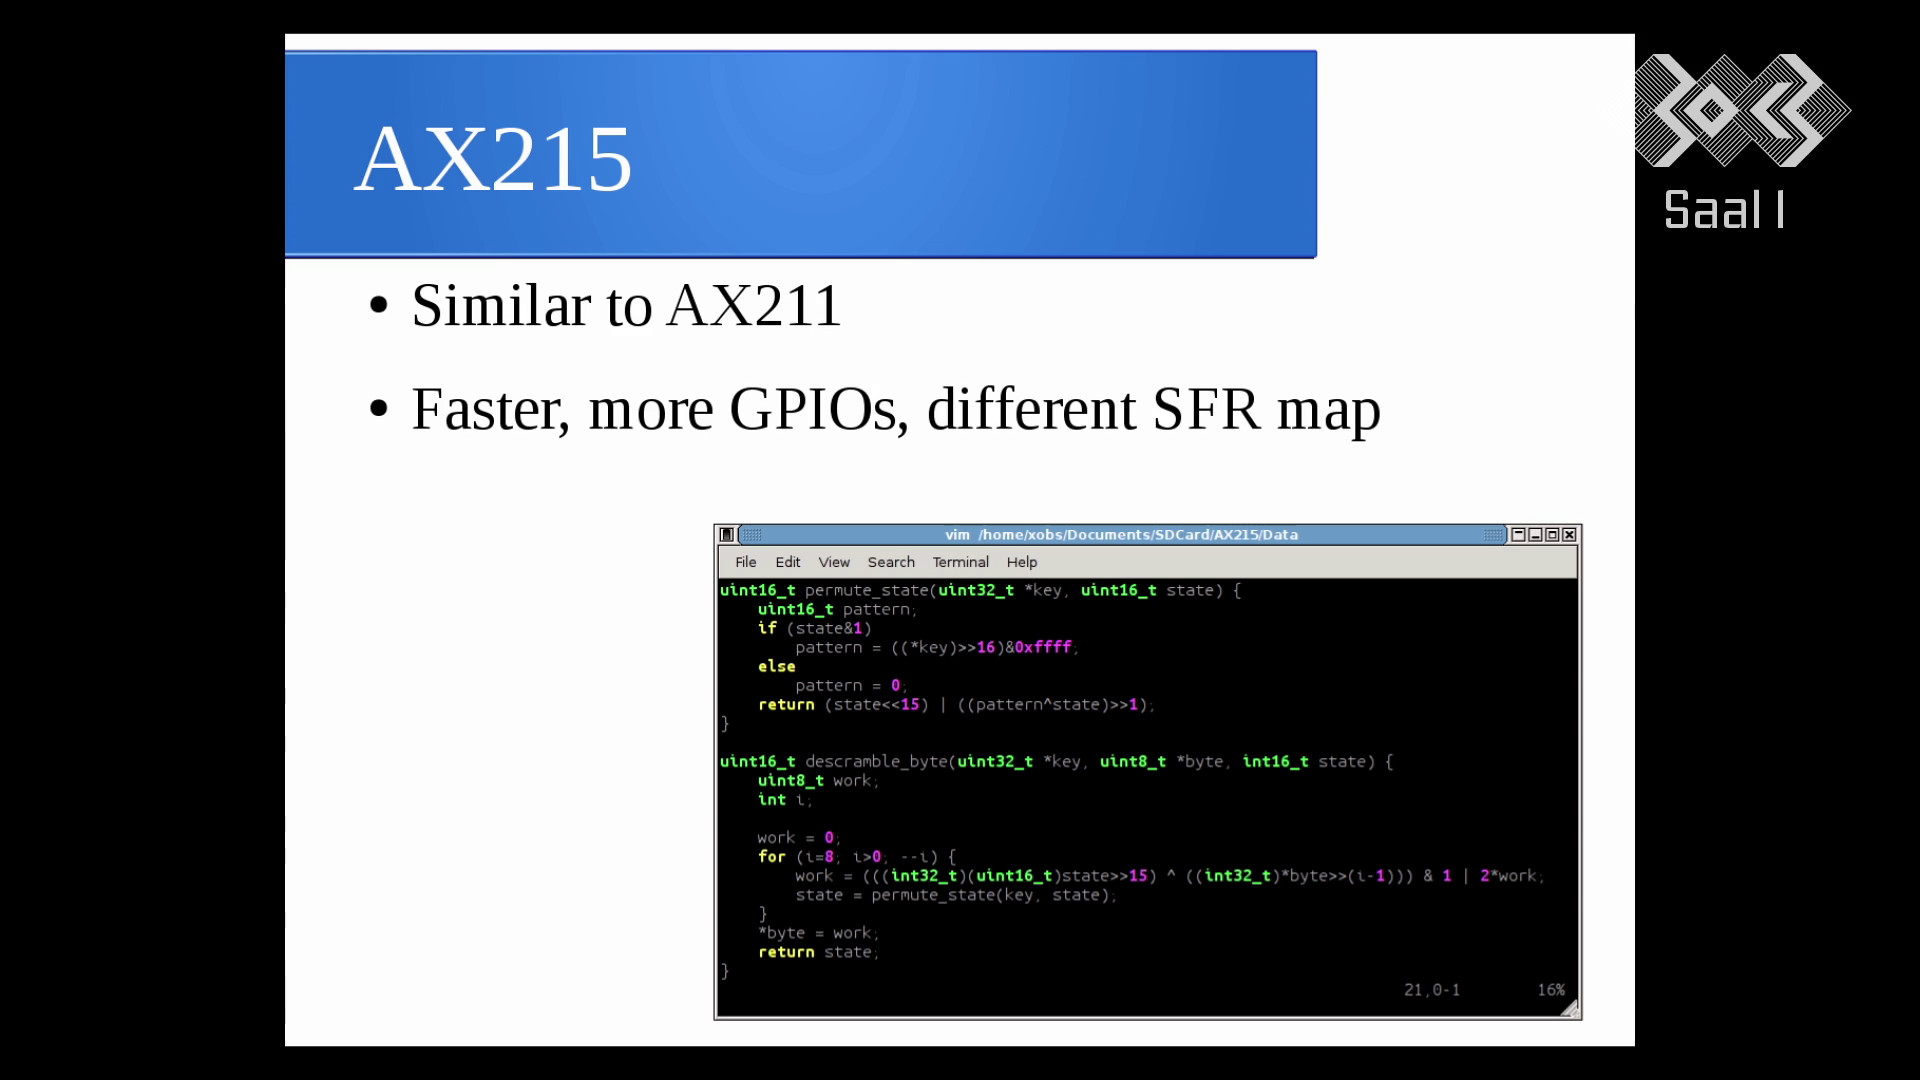 AX215
Saal 1
• Similar to AX211
• Faster, more GPIOs, different SFR map
vim /home/xobs/Documents/SDCard/AX215/Data
File Edit View Search Terminal Help
uint16_t permute_state(uint32_t *key, uint16_t state) {
    uint16_t pattern;
    if (state&1)
        pattern = ((*key)>>16)&0xffff;
    else
        pattern = 0;
    return (state<<15) | ((pattern^state)>>1);
}
uint16_t descramble_byte(uint32_t *key, uint8_t *byte, int16_t state) {
    uint8_t work;
    int i;
    work = 0;
    for (i=8; i>0; --i) {
        work = (((int32_t)(uint16_t)state>>15) ^ ((int32_t)*byte>>(i-1))) & 1 | 2*work;
        state = permute_state(key, state);
    }
    *byte = work;
    return state;
}
21,0-1 16%